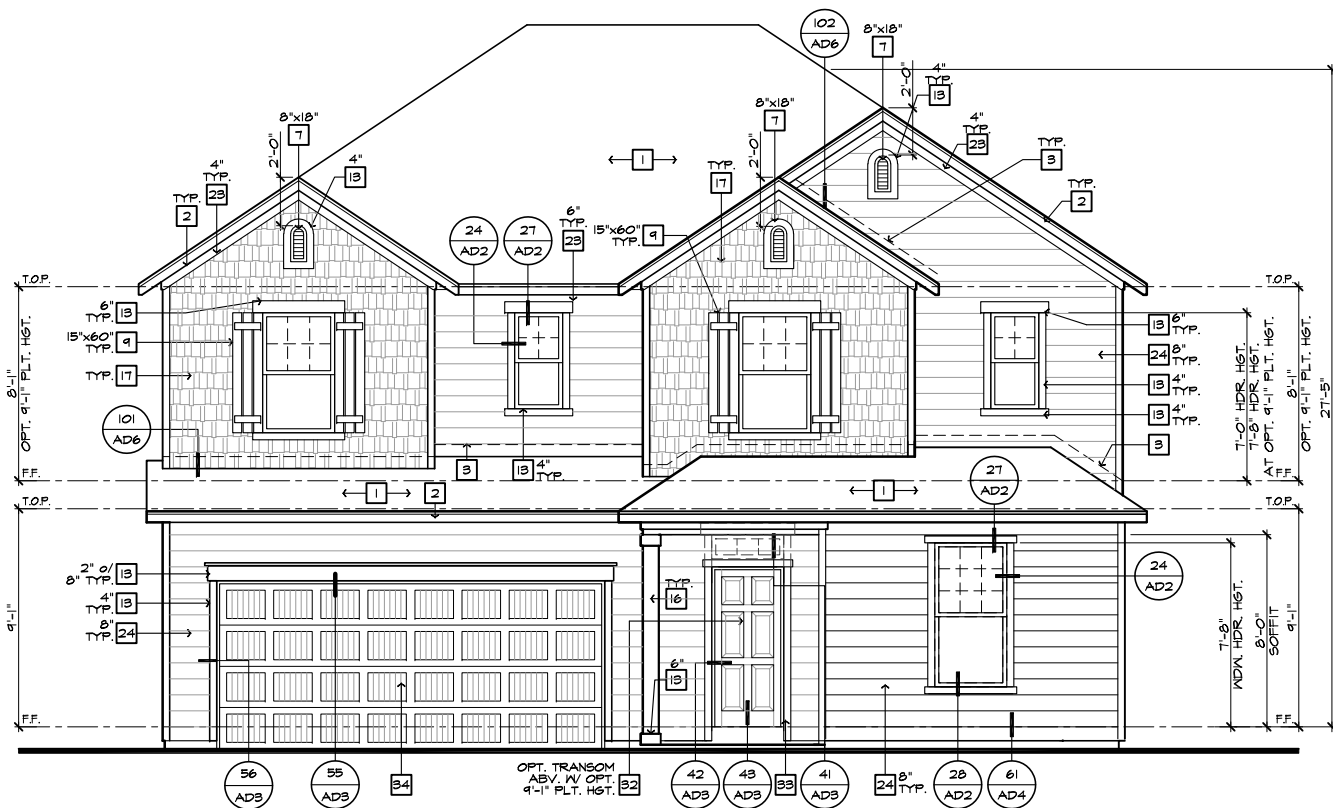 102
AD6
8"x18"
7
2'-0"
4"
TYP.
13
4"
TYP.
23
3
TYP.
2
8"x18"
7
2'-0"
4"
13
4"
TYP.
23
TYP.
2
1
8"x18"
7
2'-0"
TYP.
17
24
AD2
27
AD2
6"
TYP.
23
15"x60"
TYP.
9
T.O.P.
T.O.P.
6"
TYP.
13
15"x60"
TYP.
9
TYP.
17
101
AD6
8'-1"
OPT. 9'-1" PLT. HGT.
13
6"
TYP.
24
8"
TYP.
13
4"
TYP.
13
4"
TYP.
3
7'-0" HDR. HGT.
7'-8" HDR. HGT.
AT OPT. 9'-1" PLT. HGT.
8'-1"
OPT. 9'-1" PLT. HGT.
27'-5"
3
13
4"
TYP.
F.F.
F.F.
1
2
1
27
AD2
T.O.P.
T.O.P.
2" o/
8" TYP.
13
4"
TYP.
13
8"
TYP.
24
9'-1"
TYP.
16
6"
13
24
AD2
7'-8"
WDW. HDR. HGT.
8'-0"
SOFFIT
9'-1"
F.F.
F.F.
56
AD3
55
AD3
34
OPT. TRANSOM
ABV. W/ OPT.
9'-1" PLT. HGT.
32
42
AD3
43
AD3
33
41
AD3
24
8"
TYP.
28
AD2
61
AD4